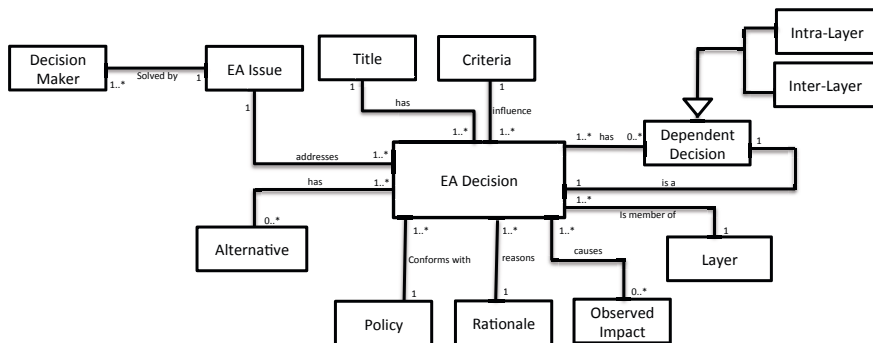 Intra-Layer
Inter-Layer
Decision
Maker
1..*
Solved by
1
EA Issue
Title
Criteria
1
1
1
has
influence
1..*
1..*
1..*
has
0..*
Dependent
Decision
1
addresses
1..*
EA Decision
1
is a
has
1..*
1..*
Is member of
1
0..*
Alternative
Layer
1..*
1..*
1..*
Conforms with
reasons
causes
1
1
0..*
Policy
Rationale
Observed
Impact